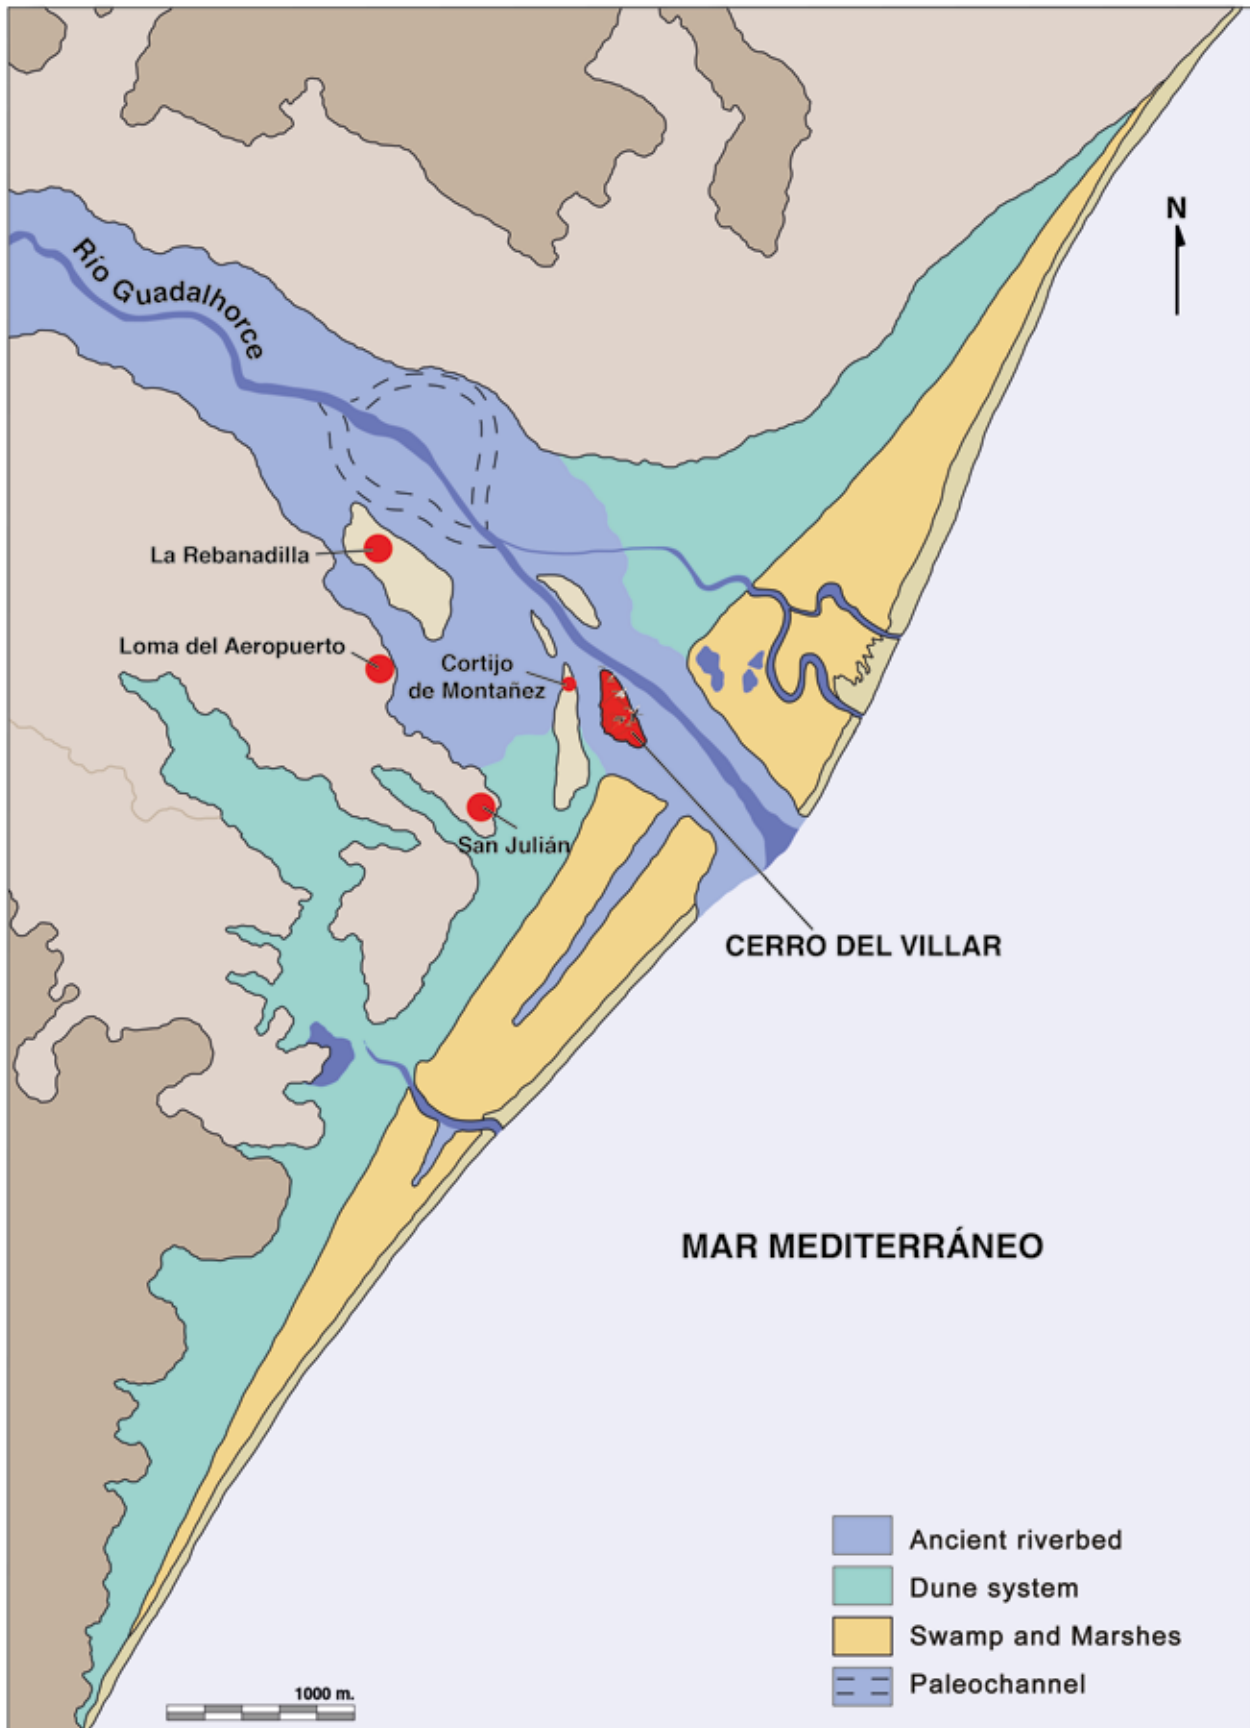 N
Río Guadalhorce
La Rebanadilla
Loma del Aeropuerto
Cortijo
de Montañez
San Julián
CERRO DEL VILLAR
MAR MEDITERRÁNEO
Ancient riverbed
Dune system
Swamp and Marshes
Paleochannel
1000 m.